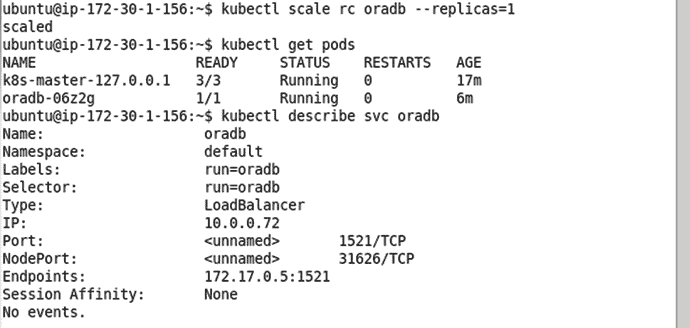 ubuntu@ip-172-30-1-156:~$ kubectl scale rc oradb --replicas=1
scaled
ubuntu@ip-172-30-1-156:~$ kubectl get pods
NAME                   READY     STATUS    RESTARTS   AGE
k8s-master-127.0.0.1   3/3       Running   0          17m
oradb-06z2g            1/1       Running   0          6m
ubuntu@ip-172-30-1-156:~$ kubectl describe svc oradb
Name:                   oradb
Namespace:              default
Labels:                 run=oradb
Selector:               run=oradb
Type:                   LoadBalancer
IP:                     10.0.0.72
Port:                   <unnamed>       1521/TCP
NodePort:               <unnamed>       31626/TCP
Endpoints:              172.17.0.5:1521
Session Affinity:       None
No events.